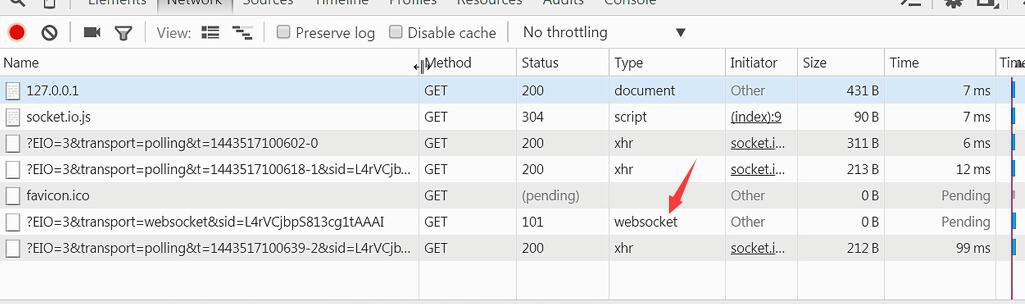 Elements Network Sources Timeline Profiles Resources Audits Console
View: Preserve log Disable cache No throttling
Name Method Status Type Initiator Size Time
127.0.0.1 GET 200 document Other 431 B 7 ms
socket.io.js GET 304 script (index):9 90 B 7 ms
?EIO=3&transport=polling&t=1443517100602-0 GET 200 xhr socket.i... 311 B 6 ms
?EIO=3&transport=polling&t=1443517100618-1&sid=L4rVCjb... GET 200 xhr socket.i... 213 B 12 ms
favicon.ico GET (pending) Other 0 B Pending
?EIO=3&transport=websocket&sid=L4rVCjbpS813cg1tAAAI GET 101 websocket Other 0 B Pending
?EIO=3&transport=polling&t=1443517100639-2&sid=L4rVCjb... GET 200 xhr socket.i... 212 B 99 ms